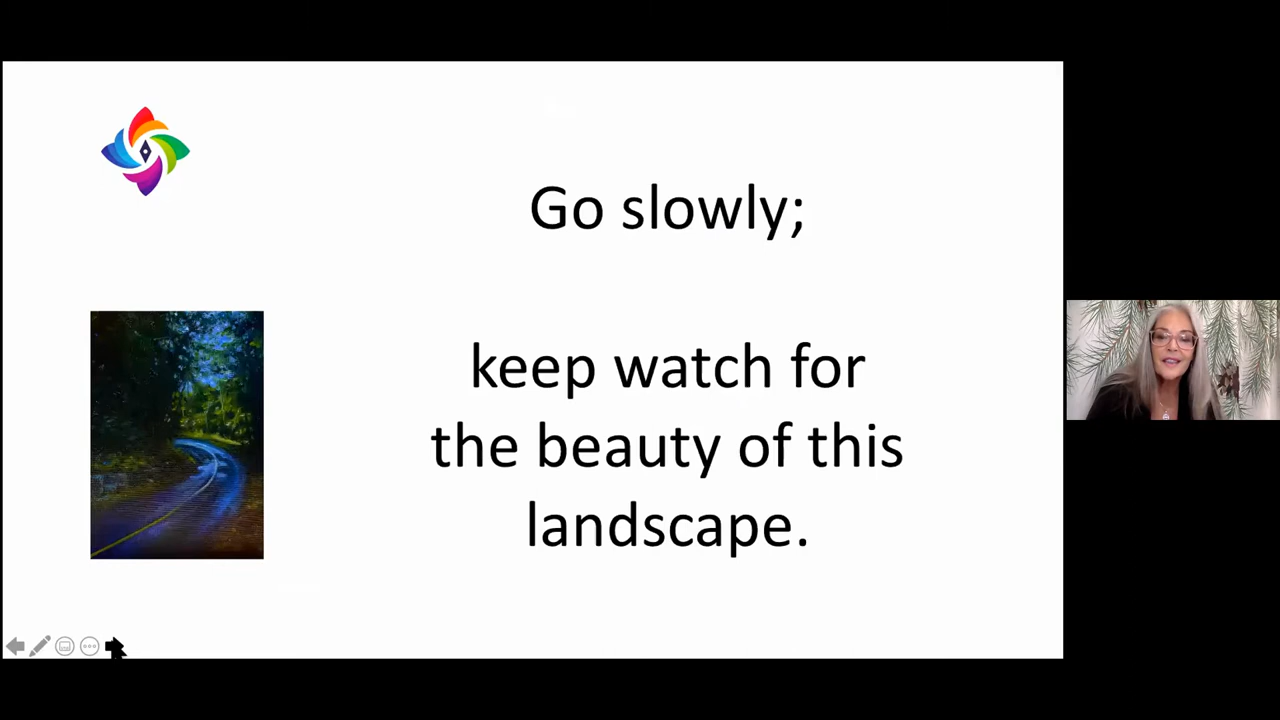 Go slowly;
keep watch for
the beauty of this
landscape.